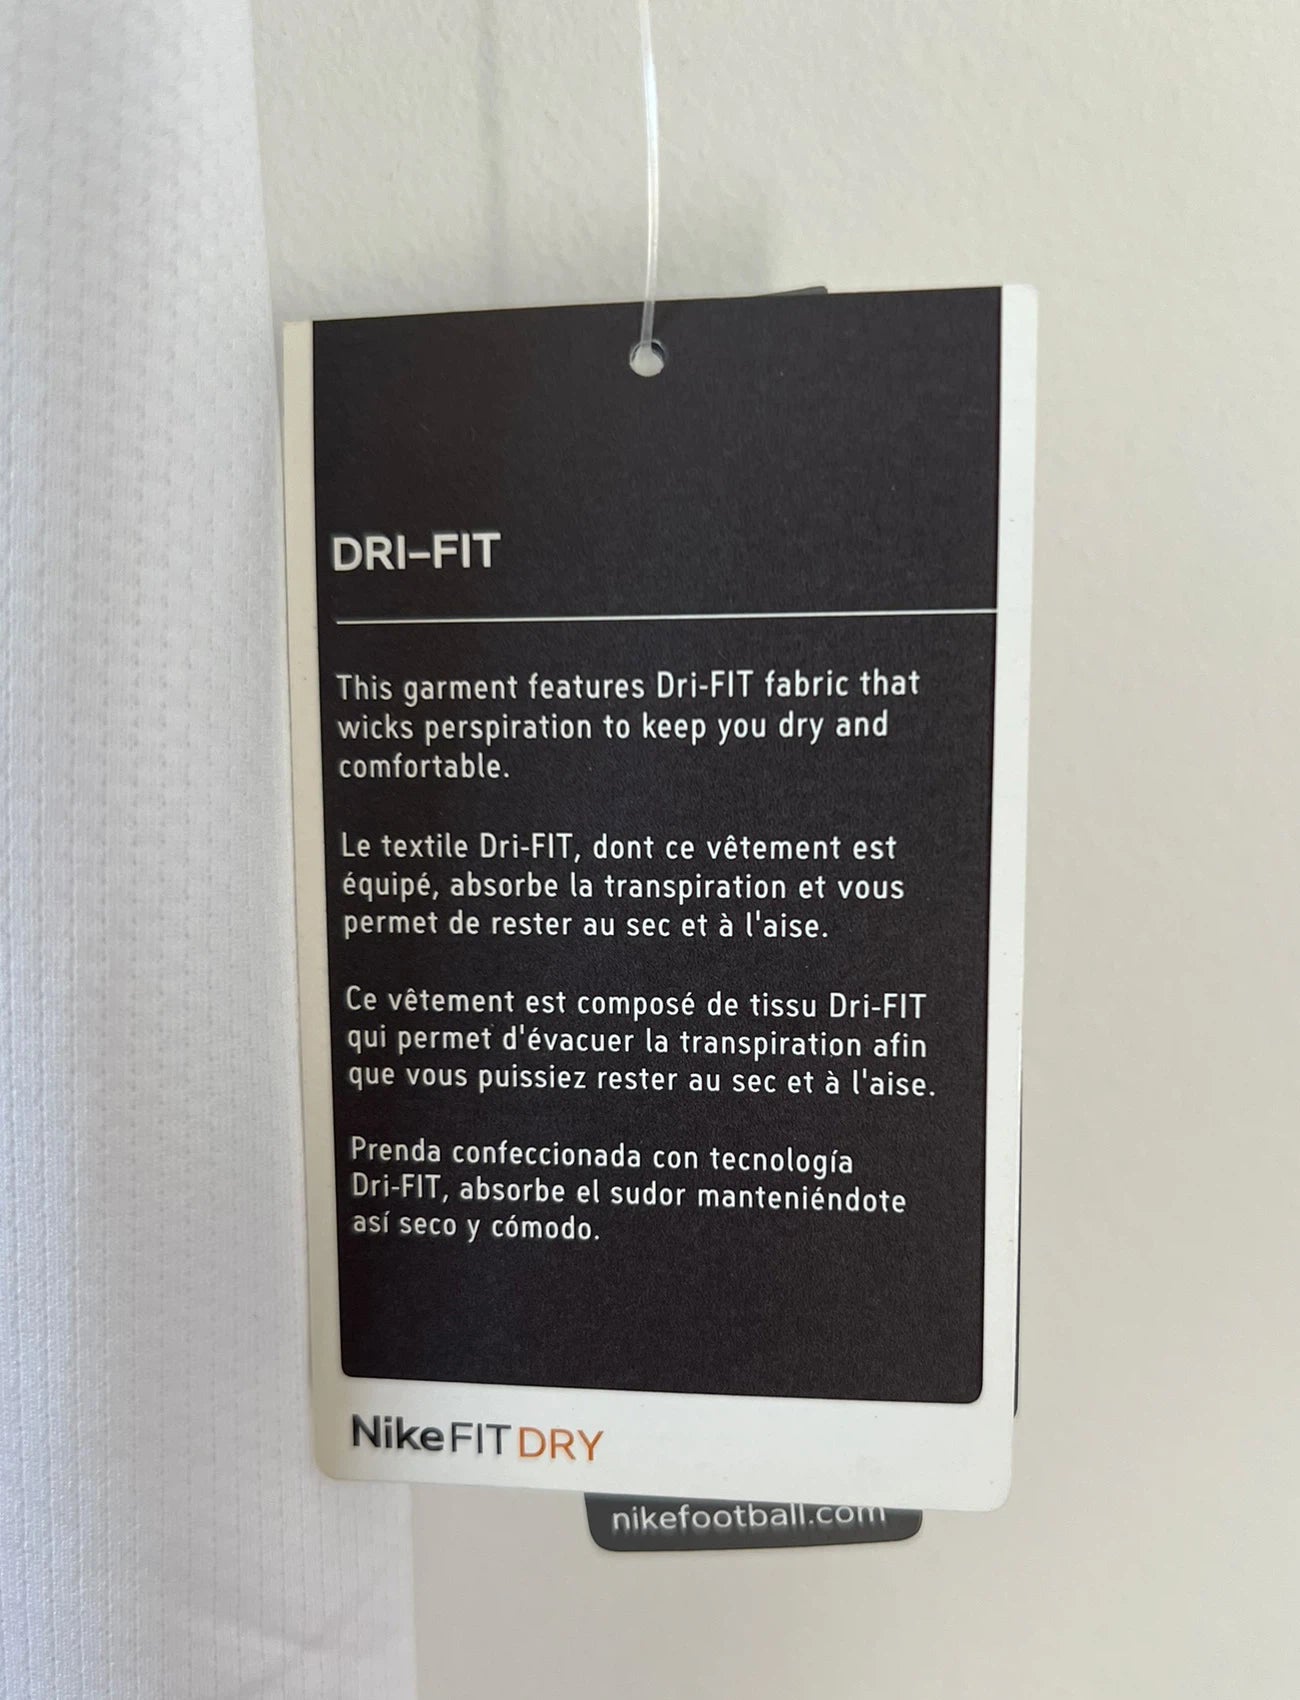 DRI-FIT
This garment features Dri-FIT fabric that
wicks perspiration to keep you dry and
comfortable.
Le textile Dri-FIT, dont ce vêtement est
équipé, absorbe la transpiration et vous
permet de rester au sec et à l'aise.
Ce vêtement est composé de tissu Dri-FIT
qui permet d'évacuer la transpiration afin
que vous puissiez rester au sec et à l'aise.
Prenda confeccionada con tecnología
Dri-FIT, absorbe el sudor manteniéndote
así seco y cómodo.
NikeFITDRY
nikefootball.com